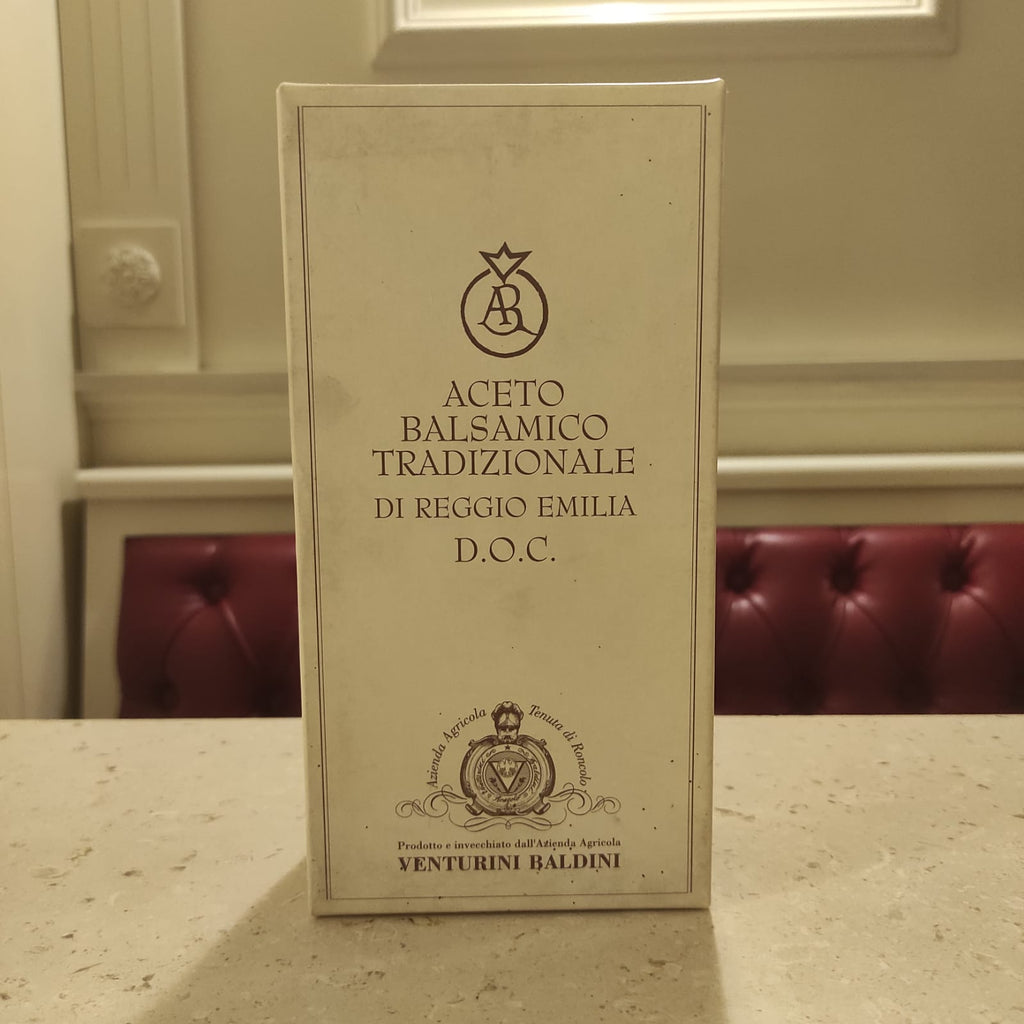 AR
ACETO
BALSAMICO
TRADIZIONALE
DI REGGIO EMILIA
D.O.C.
Azienda Agricola Tenuta di Roncolo
Prodotto e invecchiato dall'Azienda Agricola
VENTURINI BALDINI